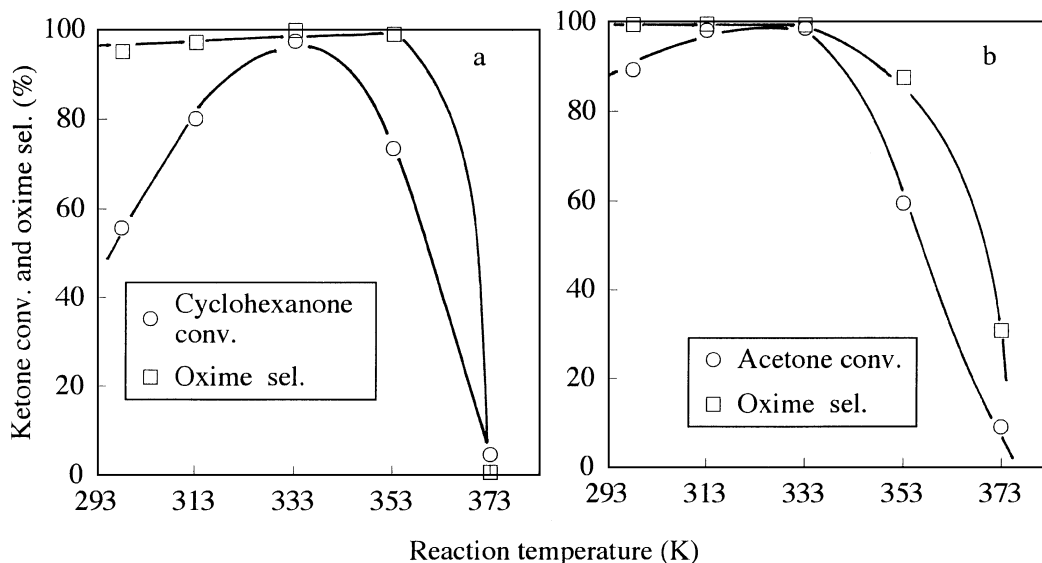 Ketone conv. and oxime sel. (%)
100
80
60
40
20
0
a
Cyclohexanone
conv.
Oxime sel.
293 313 333 353 373
100
80
60
40
20
0
b
Acetone conv.
Oxime sel.
293 313 333 353 373
Reaction temperature (K)